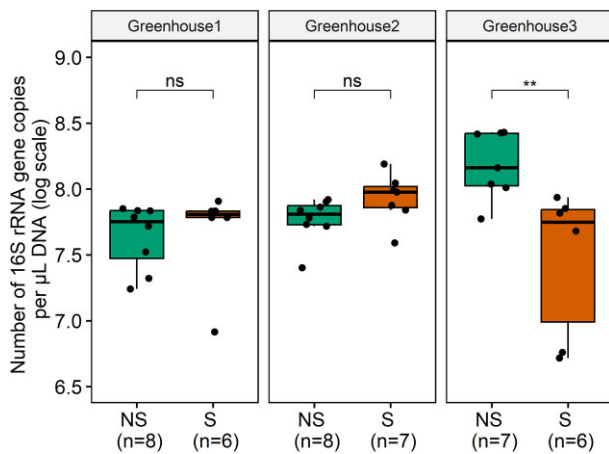 Greenhouse1 Greenhouse2 Greenhouse3
Number of 16S rRNA gene copies
per µL DNA (log scale)
9.0
8.5
8.0
7.5
7.0
6.5
ns ns **
NS S NS S NS S
(n=8) (n=6) (n=8) (n=7) (n=7) (n=6)